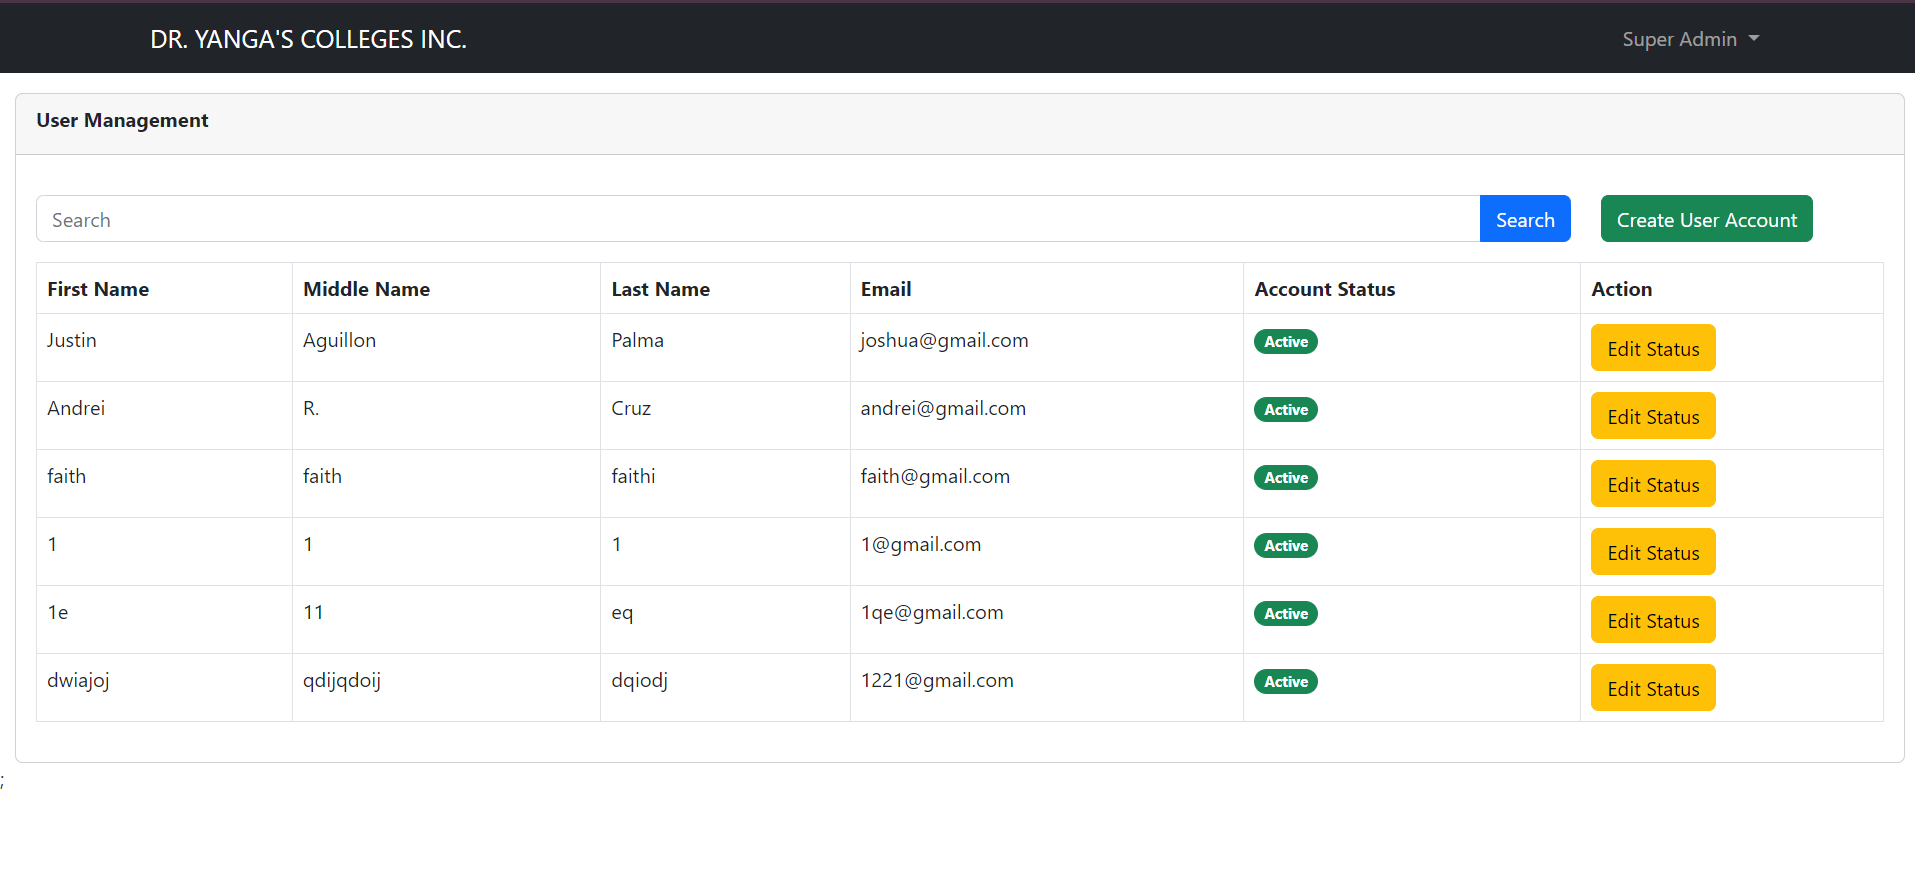 DR. YANGA'S COLLEGES INC. Super Admin
User Management
Search Search Create User Account
First Name Middle Name Last Name Email Account Status Action
Justin Aguillon Palma joshua@gmail.com Active Edit Status
Andrei R. Cruz andrei@gmail.com Active Edit Status
faith faith faithi faith@gmail.com Active Edit Status
1 1 1 1@gmail.com Active Edit Status
1e 11 eq 1qe@gmail.com Active Edit Status
dwiajoj qdijqdoij dqiodj 1221@gmail.com Active Edit Status
;